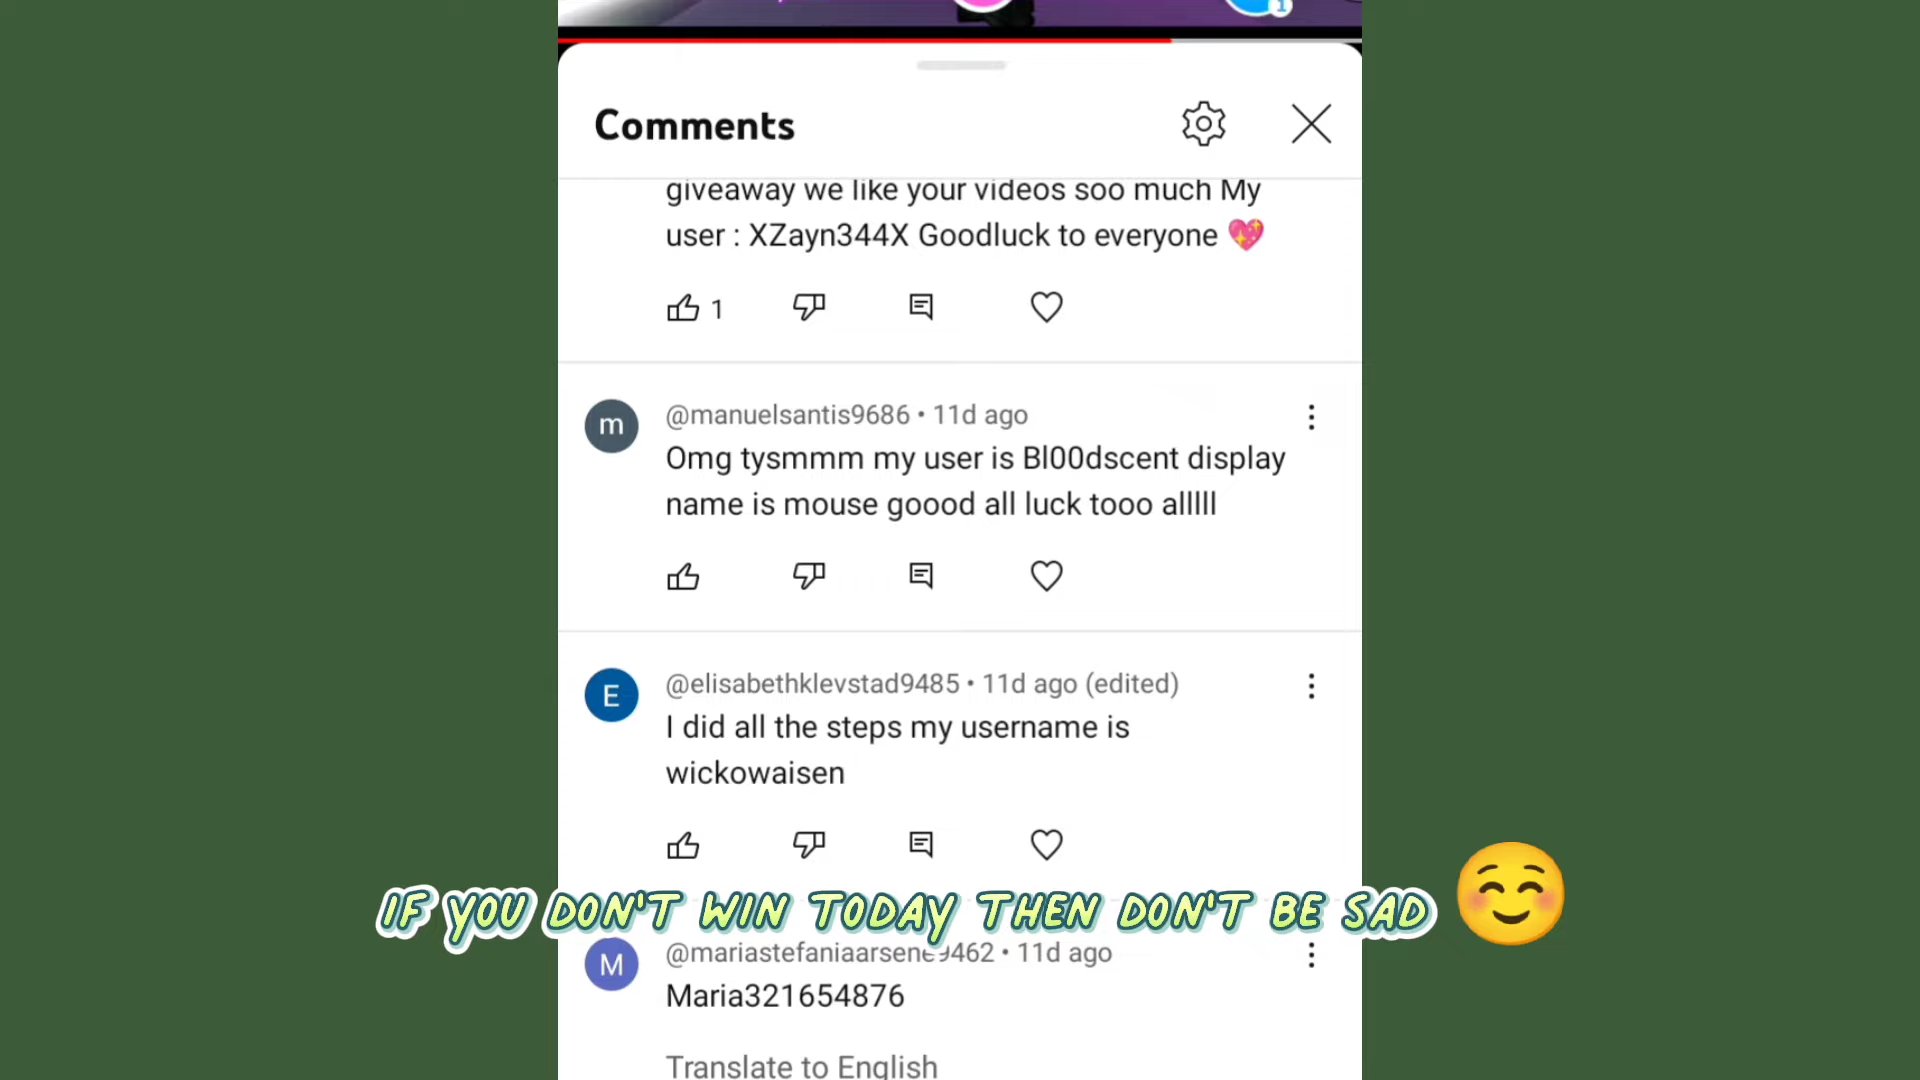 1
Comments
giveaway we like your videos soo much My
user : XZayn344X Goodluck to everyone 💖
1
m
@manuelsantis9686 • 11d ago
Omg tysmmm my user is Bl00dscent display
name is mouse goood all luck tooo alllll
E
@elisabethklevstad9485 • 11d ago (edited)
I did all the steps my username is
wickowaisen
IF YOU DON'T WIN TODAY THEN DON'T BE SAD ☺️
M
@mariastefaniaarsene9462 • 11d ago
Maria321654876
Translate to English